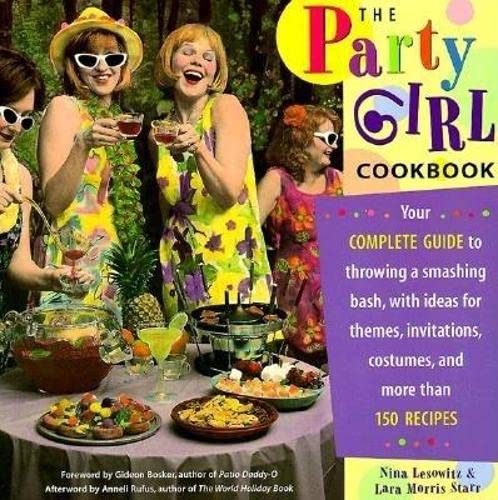 THE
Party
GIRL
COOKBOOK
Your
COMPLETE GUIDE to
throwing a smashing
bash, with ideas for
themes, invitations,
costumes, and
more than
150 RECIPES
Nina Lesowitz &
Lara Morris Starr
Foreword by Gideon Bosker, author of Patio Daddy-O
Afterword by Anneli Rufus, author of The World Holiday Book